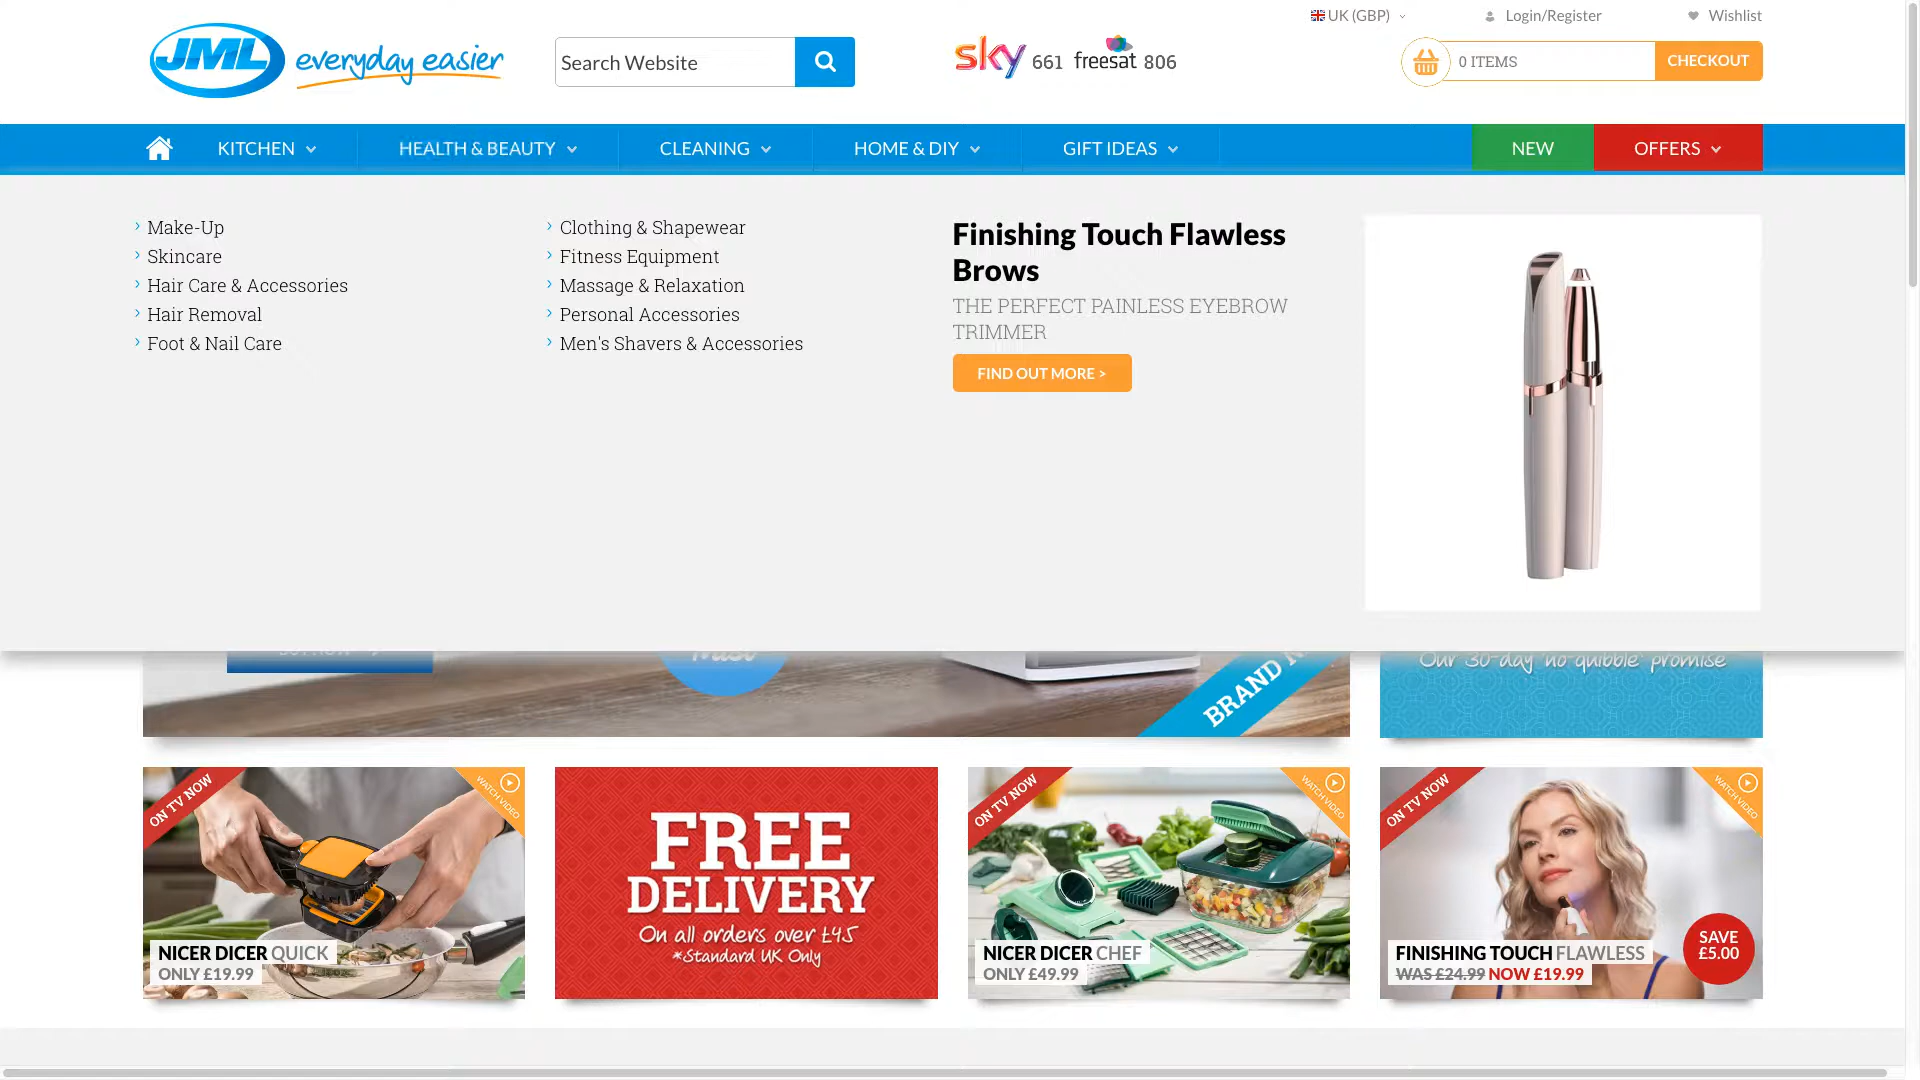 UK (GBP)
Login/Register
Wishlist
JML everyday easier
Search Website
sky 661 freesat 806
0 ITEMS
CHECKOUT
KITCHEN
HEALTH & BEAUTY
CLEANING
HOME & DIY
GIFT IDEAS
NEW
OFFERS
Make-Up
Skincare
Hair Care & Accessories
Hair Removal
Foot & Nail Care
Clothing & Shapewear
Fitness Equipment
Massage & Relaxation
Personal Accessories
Men's Shavers & Accessories
Finishing Touch Flawless
Brows
THE PERFECT PAINLESS EYEBROW
TRIMMER
FIND OUT MORE >
BRAND
Our 30-day 'no quibble' promise
ON TV NOW
WATCH VIDEO
NICER DICER QUICK
ONLY £19.99
FREE
DELIVERY
On all orders over £45
*Standard UK Only
ON TV NOW
WATCH VIDEO
NICER DICER CHEF
ONLY £49.99
ON TV NOW
WATCH VIDEO
FINISHING TOUCH FLAWLESS
WAS £24.99 NOW £19.99
SAVE
£5.00